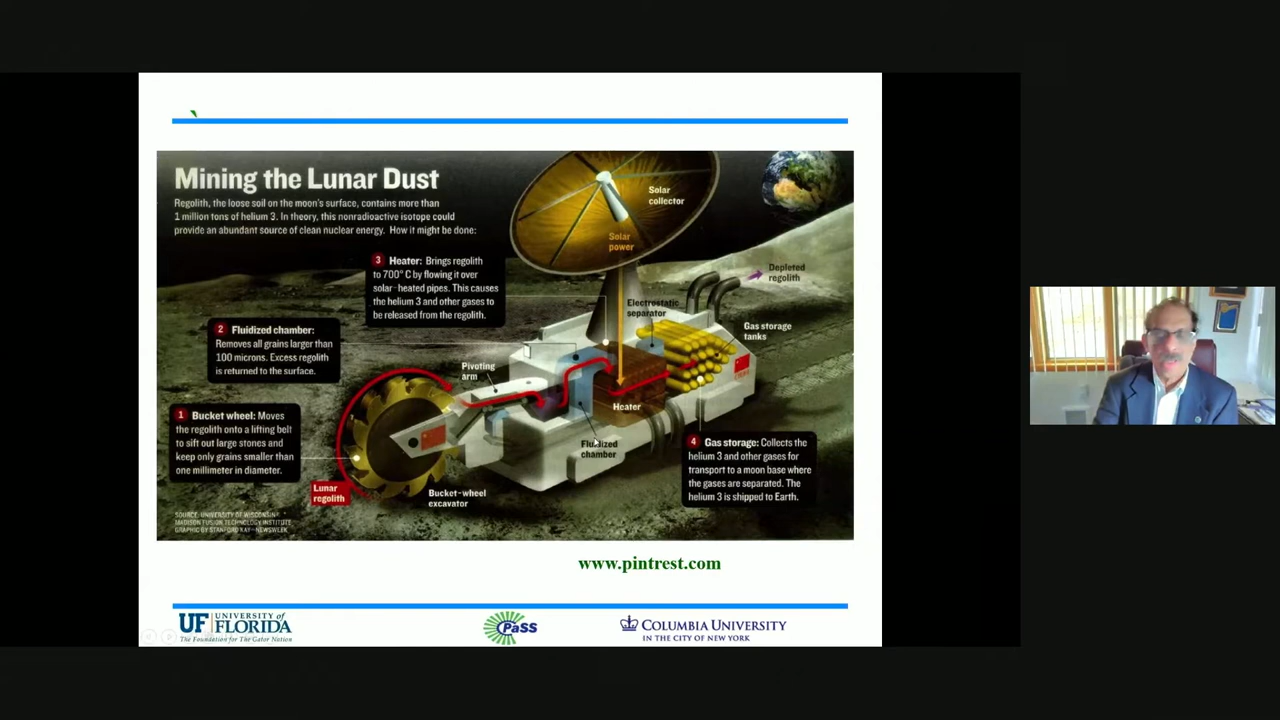 Mining the Lunar Dust
Regolith, the loose soil on the moon's surface, contains more than
1 million tons of helium 3. In theory, this nonradioactive isotope could
provide an abundant source of clean nuclear energy. How it might be done:
Solar
collector
Solar
power
3 Heater: Brings regolith
to 700° C by flowing it over
solar-heated pipes. This causes
the helium 3 and other gases to
be released from the regolith.
Depleted
regolith
Electrostatic
separator
2 Fluidized chamber:
Removes all grains larger than
100 microns. Excess regolith
is returned to the surface.
Gas storage
tanks
Pivoting
arm
1 Bucket wheel: Moves
the regolith onto a lifting belt
to sift out large stones and
keep only grains smaller than
one millimeter in diameter.
Heater
Fluidized
chamber
4 Gas storage: Collects the
helium 3 and other gases for
transport to a moon base where
the gases are separated. The
helium 3 is shipped to Earth.
Lunar
regolith
Bucket-wheel
excavator
SOURCE: UNIVERSITY OF WISCONSIN-
MADISON FUSION TECHNOLOGY INSTITUTE
GRAPHIC BY STANFORD KAY—NEWSWEEK
www.pintrest.com
UF UNIVERSITY of
FLORIDA
The Foundation for The Gator Nation
CPaSS
COLUMBIA UNIVERSITY
IN THE CITY OF NEW YORK